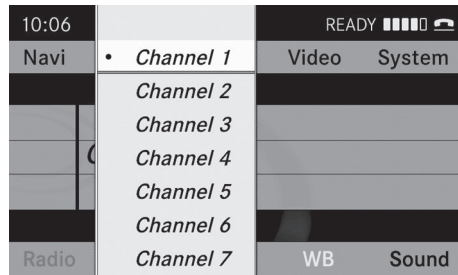 10:06 READY
Navi • Channel 1 Video System
Channel 2
Channel 3
Channel 4
Channel 5
Channel 6
Radio Channel 7 WB Sound